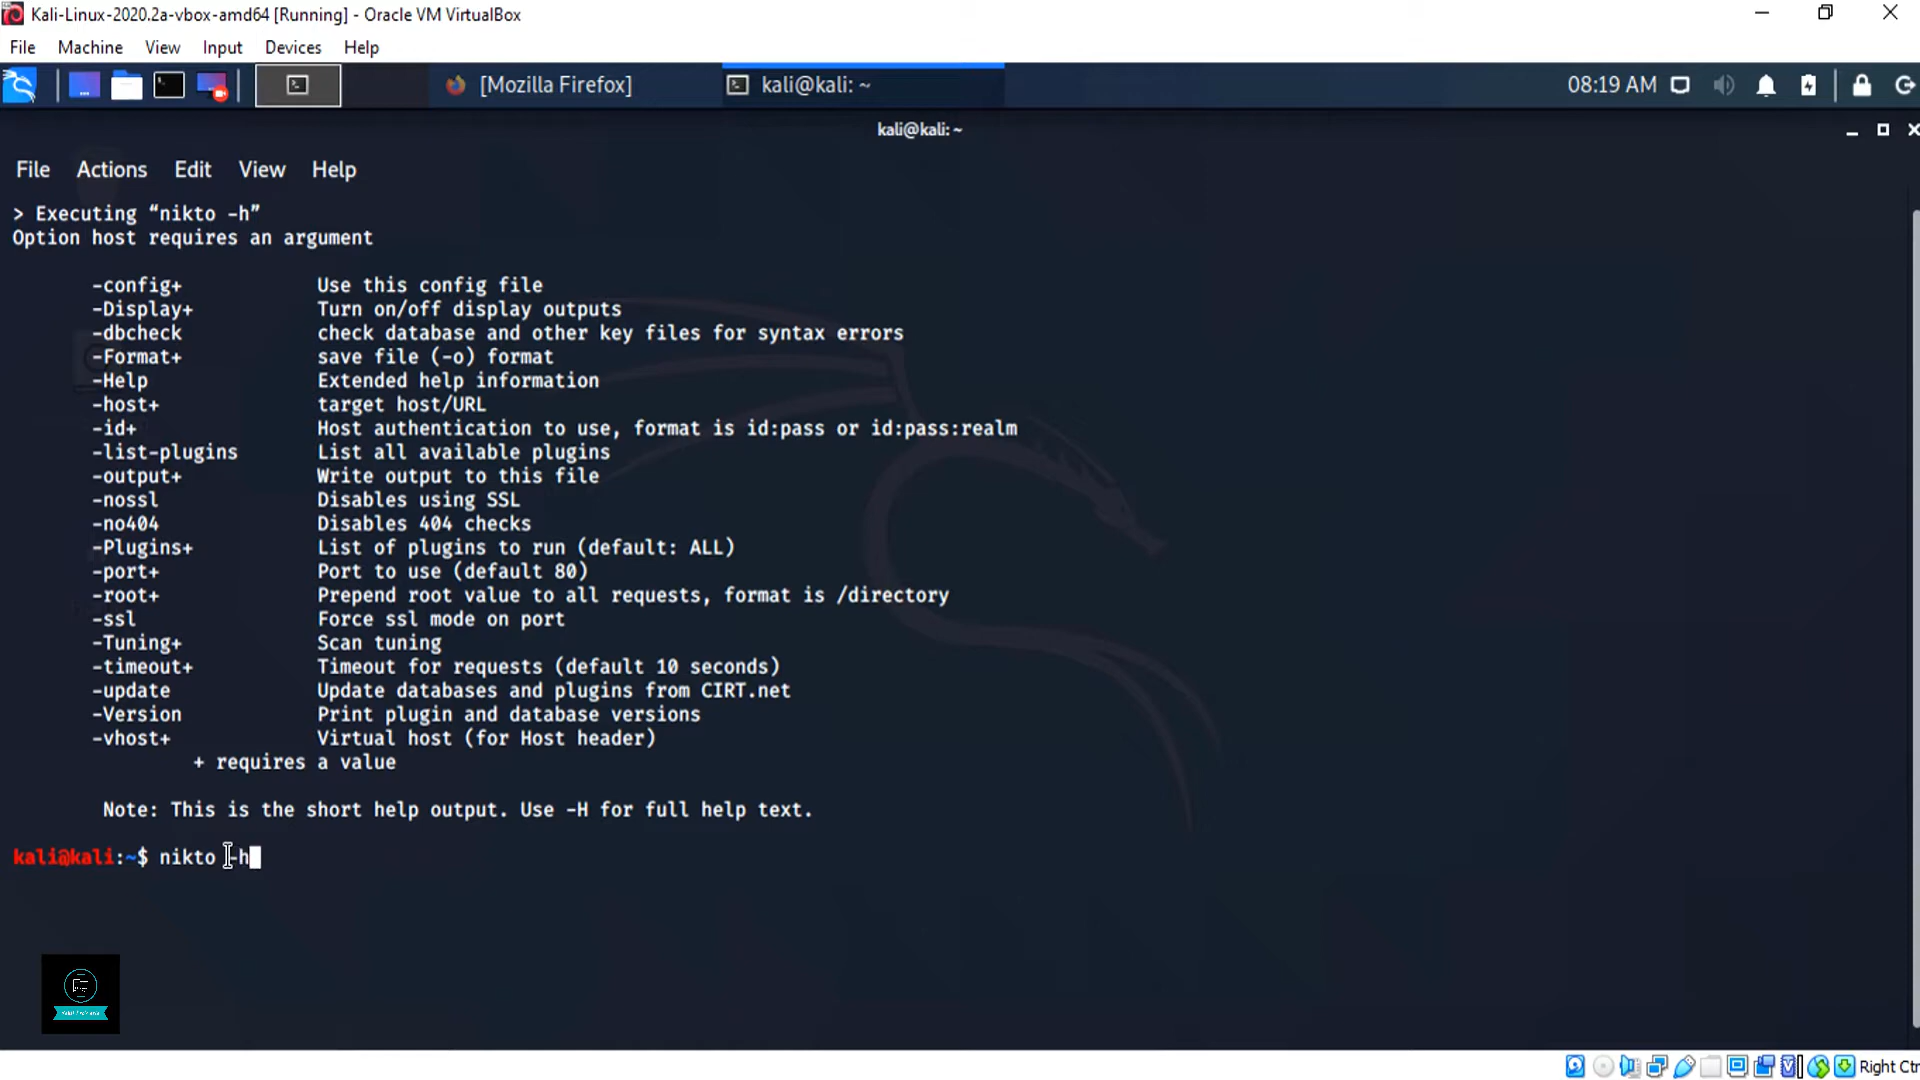 Kali-Linux-2020.2a-vbox-amd64 [Running] - Oracle VM VirtualBox
File Machine View Input Devices Help
[Mozilla Firefox] kali@kali: ~ 08:19 AM
kali@kali: ~
File Actions Edit View Help
> Executing “nikto -h”
Option host requires an argument
-config+ Use this config file
-Display+ Turn on/off display outputs
-dbcheck check database and other key files for syntax errors
-Format+ save file (-o) format
-Help Extended help information
-host+ target host/URL
-id+ Host authentication to use, format is id:pass or id:pass:realm
-list-plugins List all available plugins
-output+ Write output to this file
-nossl Disables using SSL
-no404 Disables 404 checks
-Plugins+ List of plugins to run (default: ALL)
-port+ Port to use (default 80)
-root+ Prepend root value to all requests, format is /directory
-ssl Force ssl mode on port
-Tuning+ Scan tuning
-timeout+ Timeout for requests (default 10 seconds)
-update Update databases and plugins from CIRT.net
-Version Print plugin and database versions
-vhost+ Virtual host (for Host header)
+ requires a value
Note: This is the short help output. Use -H for full help text.
kali@kali:~$ nikto -h
Right Ctr